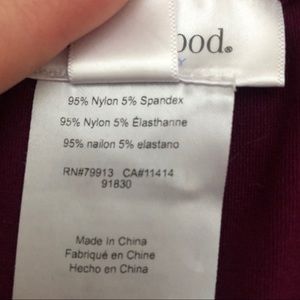 ood®
95% Nylon 5% Spandex
95% Nylon 5% Élasthanne
95% nailon 5% elastano
RN#79913 CA#11414
91830
Made In China
Fabriqué en Chine
Hecho en China